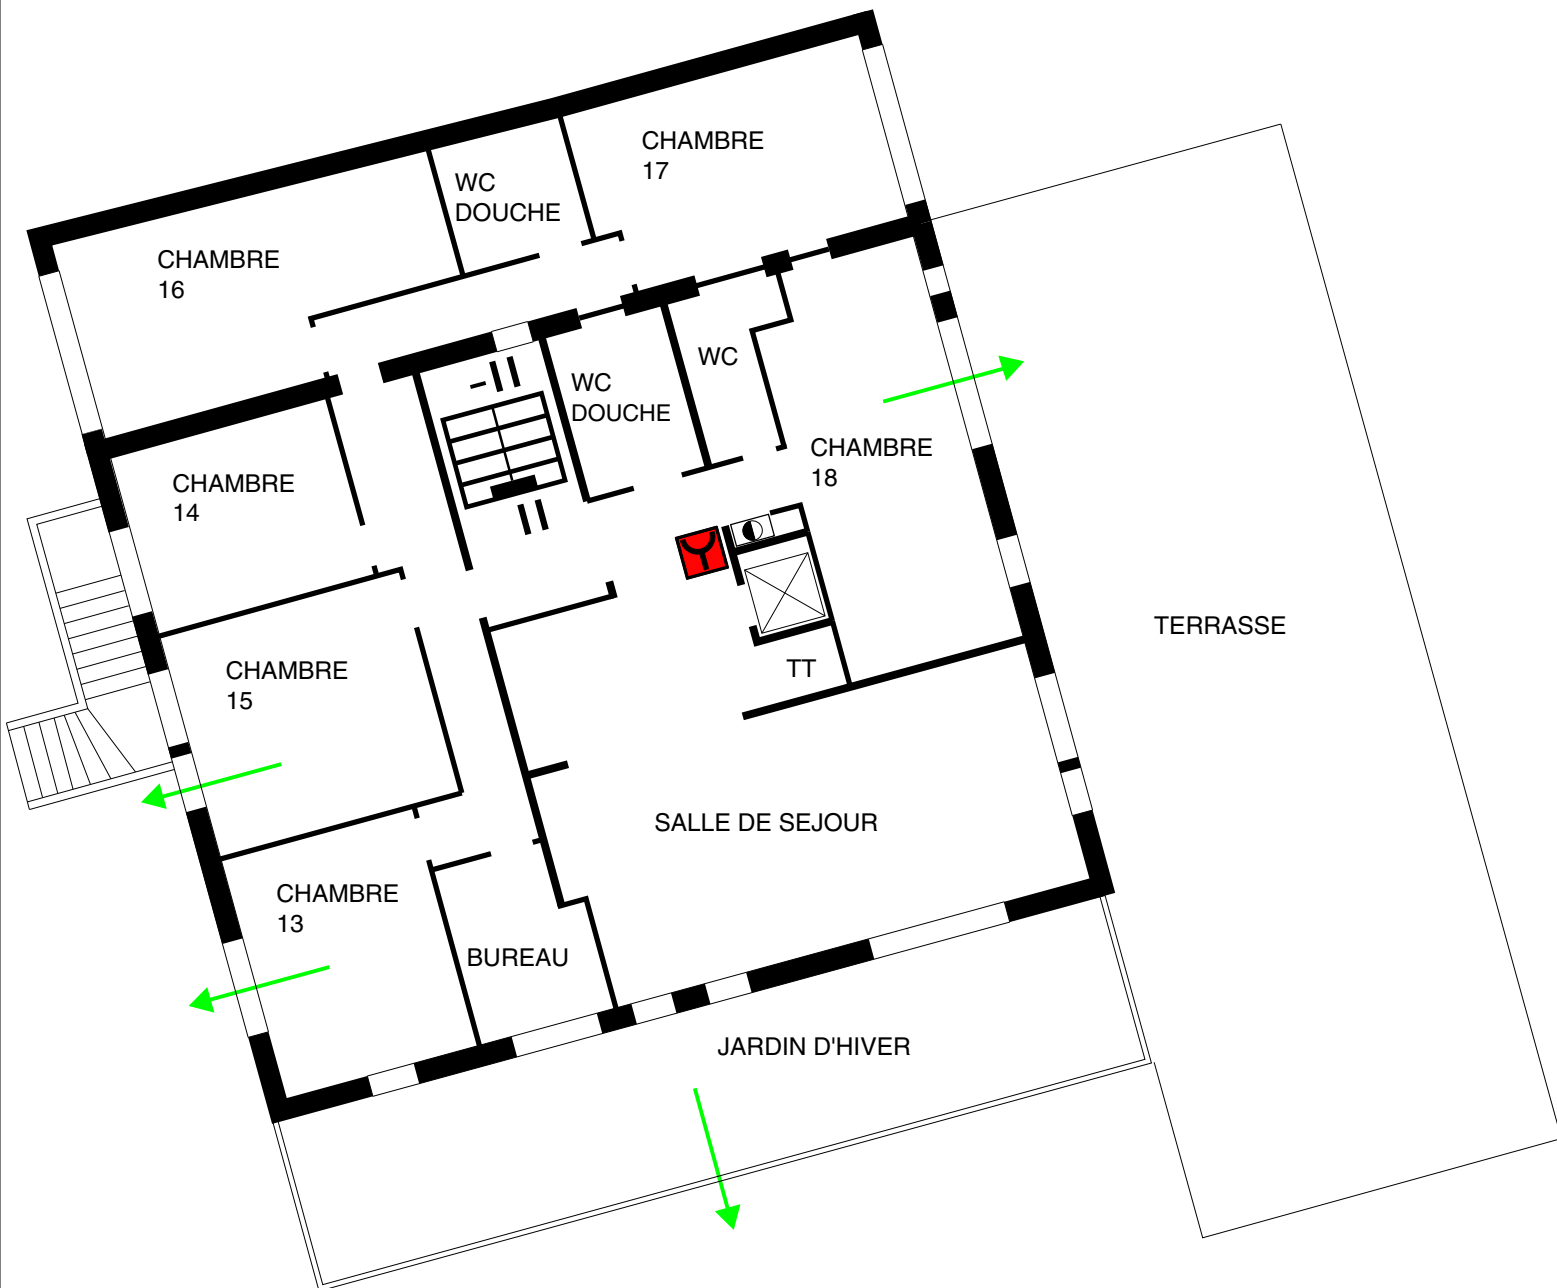 CHAMBRE
17
WC
DOUCHE
CHAMBRE
16
WC
WC
DOUCHE
CHAMBRE
18
CHAMBRE
14
TERRASSE
CHAMBRE
15
TT
SALLE DE SEJOUR
CHAMBRE
13
BUREAU
JARDIN D'HIVER